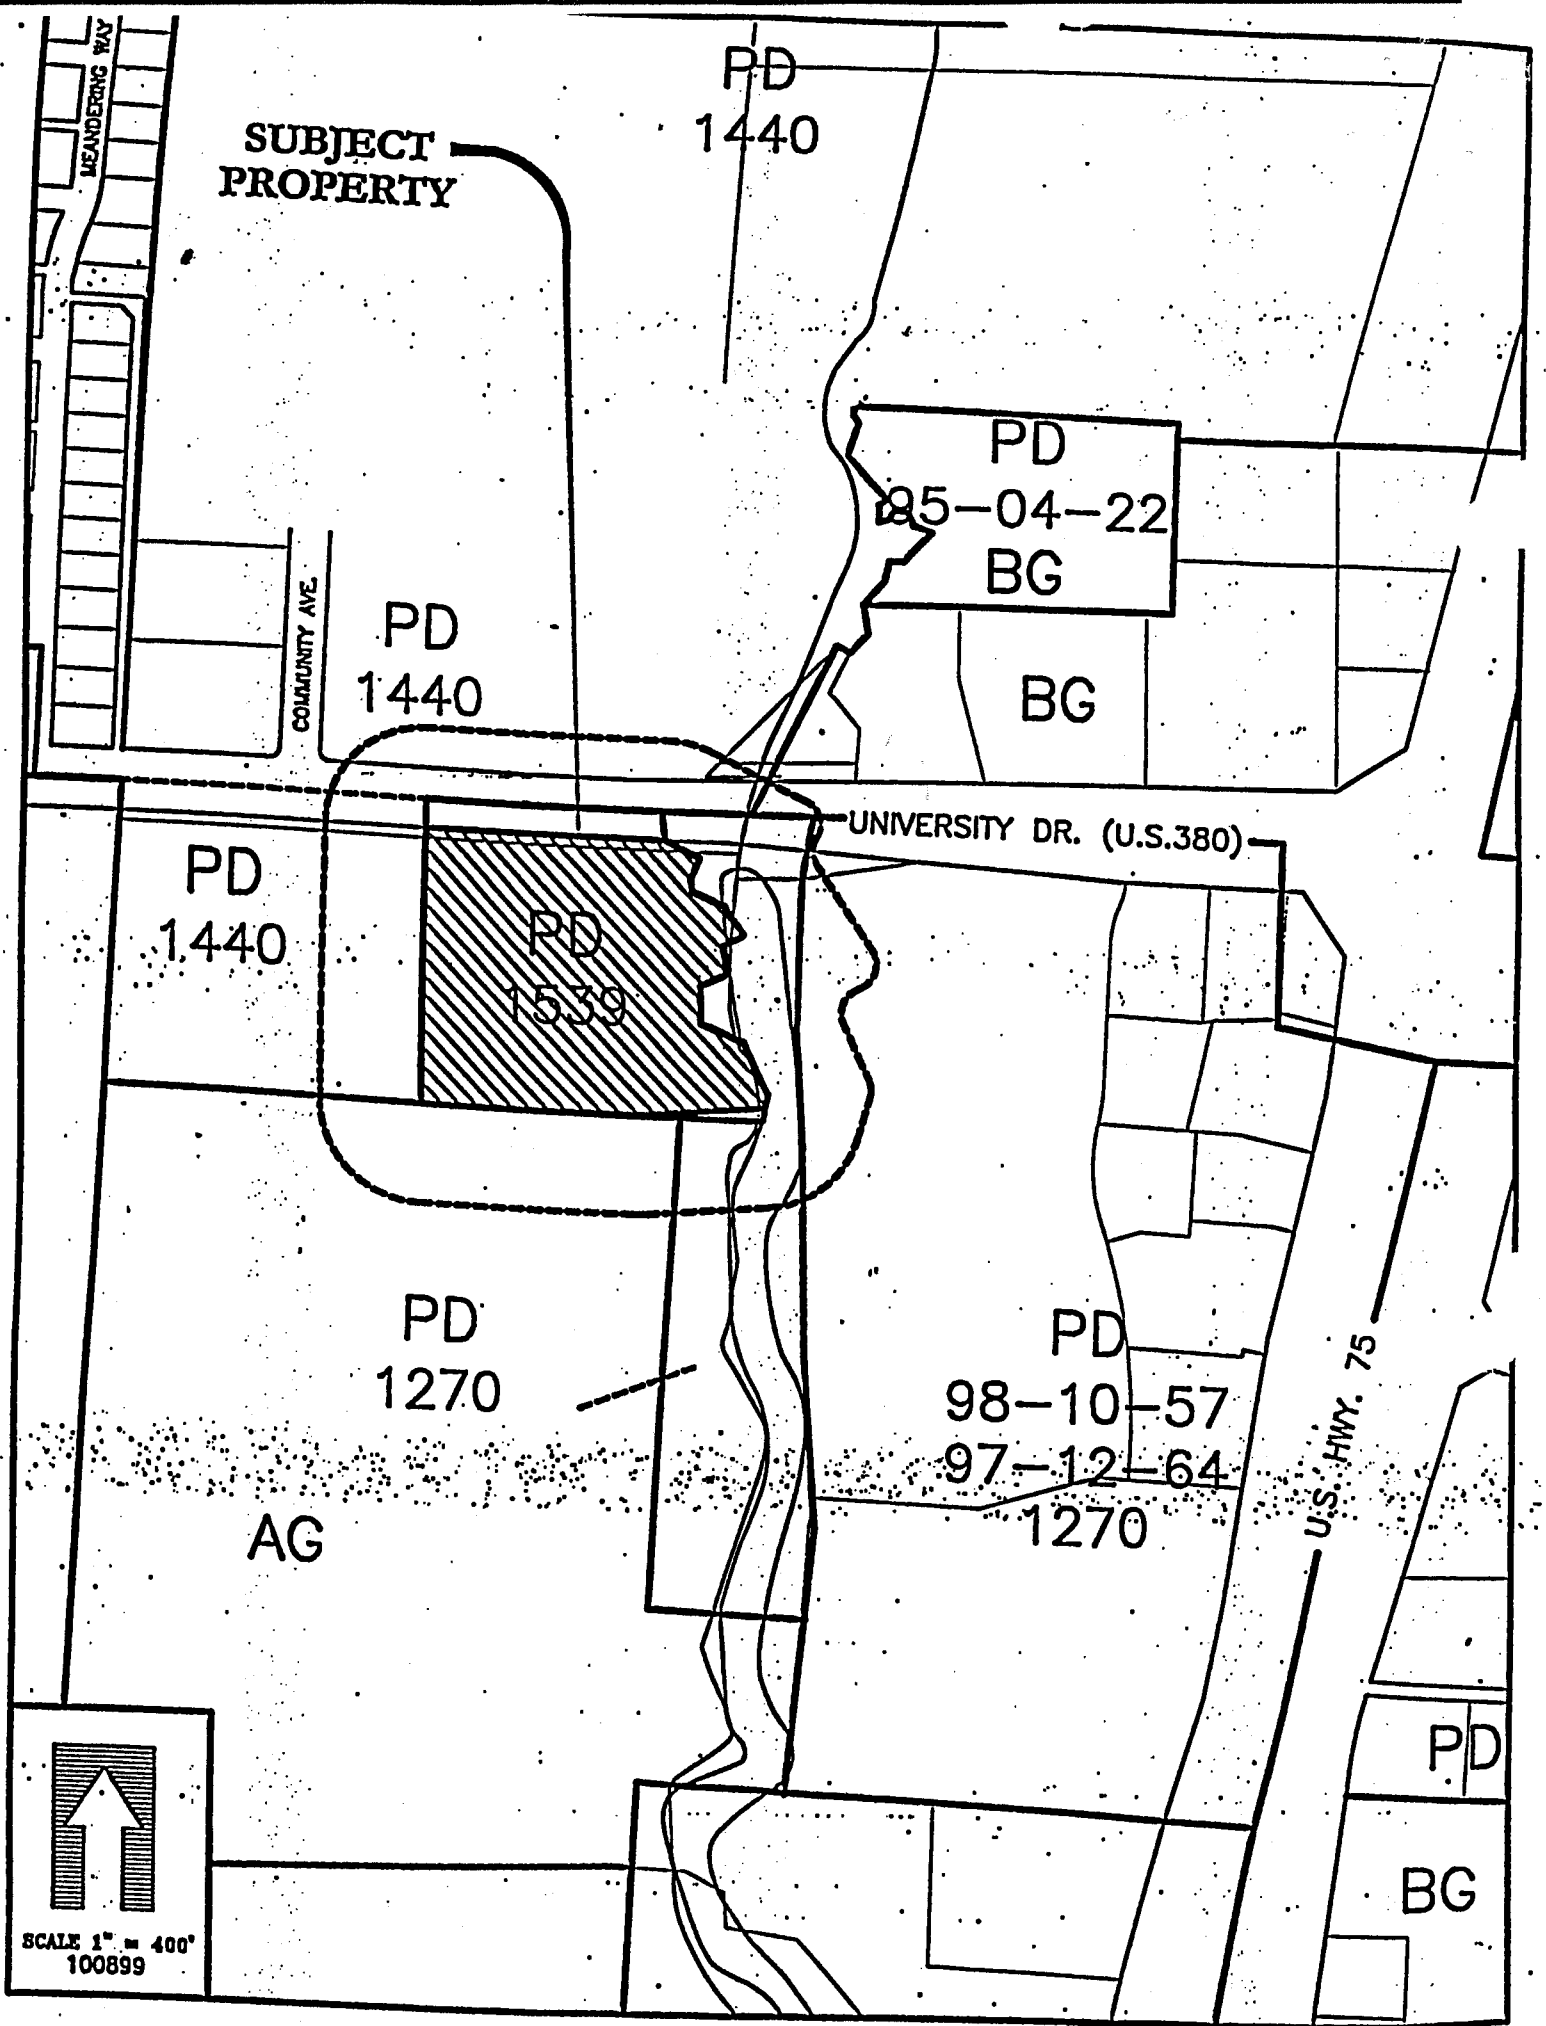 MEANDERING WAY
PD
1440
SUBJECT
PROPERTY
PD
95-04-22
BG
COMMUNITY AVE.
PD
1440
BG
UNIVERSITY DR. (U.S.380)
PD
1440
PD
1539
PD
1270
PD
98-10-57
97-12-64
1270
U.S. HWY. 75
AG
PD
BG
SCALE 1" = 400'
100899